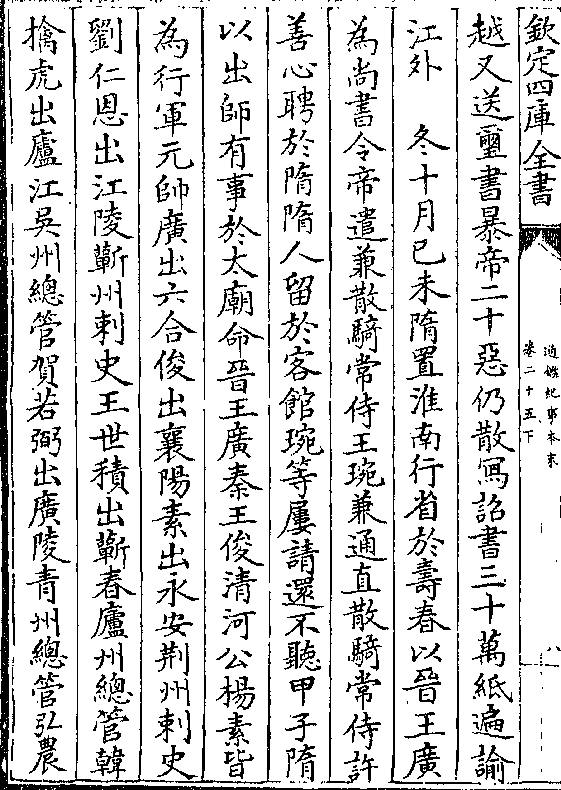 欽定四庫全書
通鑑紀事本末
卷二十五下
八
越又送璽書暴帝二十惡仍散寫詔書三十萬紙遍諭
江外　冬十月己未隋置淮南行省於壽春以晉王廣
為尚書令帝遣兼散騎常侍王琬兼通直散騎常侍許
善心聘於隋隋人留於客館琬等屢請還不聽甲子隋
以出師有事於太廟命晉王廣秦王俊清河公楊素皆
為行軍元帥廣出六合俊出襄陽素出永安荆州刺史
劉仁恩出江陵蘄州刺史王世積出蘄春廬州總管韓
擒虎出廬江吳州總管賀若弼出廣陵青州總管弘農